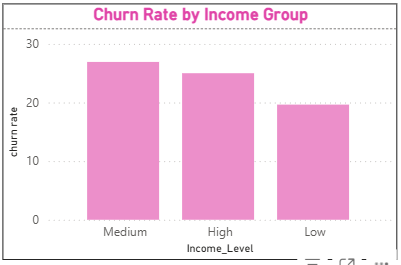 Churn Rate by Income Group
30
20
10
0
churn rate
Medium High Low
Income_Level